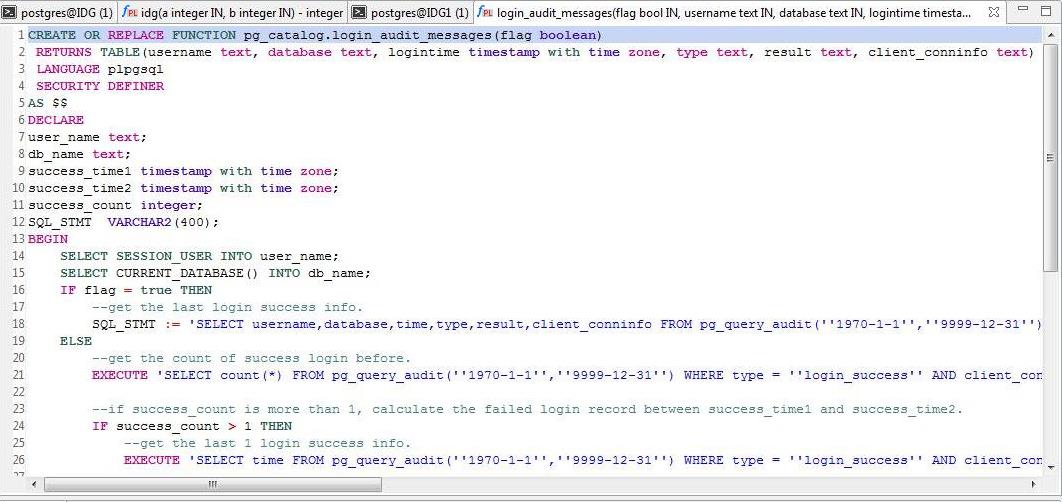 postgres@IDG (1) idg(a integer IN, b integer IN) - integer postgres@IDG1 (1) login_audit_messages(flag bool IN, username text IN, database text IN, logintime timesta...
1 CREATE OR REPLACE FUNCTION pg_catalog.login_audit_messages(flag boolean)
2 RETURNS TABLE(username text, database text, logintime timestamp with time zone, type text, result text, client_conninfo text)
3 LANGUAGE plpgsql
4 SECURITY DEFINER
5 AS $$
6 DECLARE
7 user_name text;
8 db_name text;
9 success_time1 timestamp with time zone;
10 success_time2 timestamp with time zone;
11 success_count integer;
12 SQL_STMT  VARCHAR2(400);
13 BEGIN
14     SELECT SESSION_USER INTO user_name;
15     SELECT CURRENT_DATABASE() INTO db_name;
16     IF flag = true THEN
17         --get the last login success info.
18         SQL_STMT := 'SELECT username,database,time,type,result,client_conninfo FROM pg_query_audit(''1970-1-1'',''9999-12-31'')
19     ELSE
20         --get the count of success login before.
21         EXECUTE 'SELECT count(*) FROM pg_query_audit(''1970-1-1'',''9999-12-31'') WHERE type = ''login_success'' AND client_con
22
23         --if success_count is more than 1, calculate the failed login record between success_time1 and success_time2.
24         IF success_count > 1 THEN
25             --get the last 1 login success info.
26             EXECUTE 'SELECT time FROM pg_query_audit(''1970-1-1'',''9999-12-31'') WHERE type = ''login_success'' AND client_con